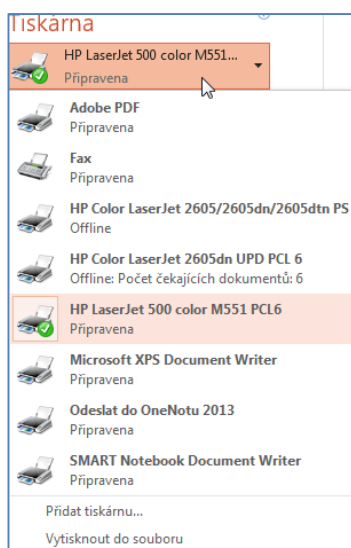 Tiskárna
HP LaserJet 500 color M551...
Připravena
Adobe PDF
Připravena
Fax
Připravena
HP Color LaserJet 2605/2605dn/2605dtn PS
Offline
HP Color LaserJet 2605dn UPD PCL 6
Offline: Počet čekajících dokumentů: 6
HP LaserJet 500 color M551 PCL6
Připravena
Microsoft XPS Document Writer
Připravena
Odeslat do OneNotu 2013
Připravena
SMART Notebook Document Writer
Připravena
Přidat tiskárnu...
Vytisknout do souboru